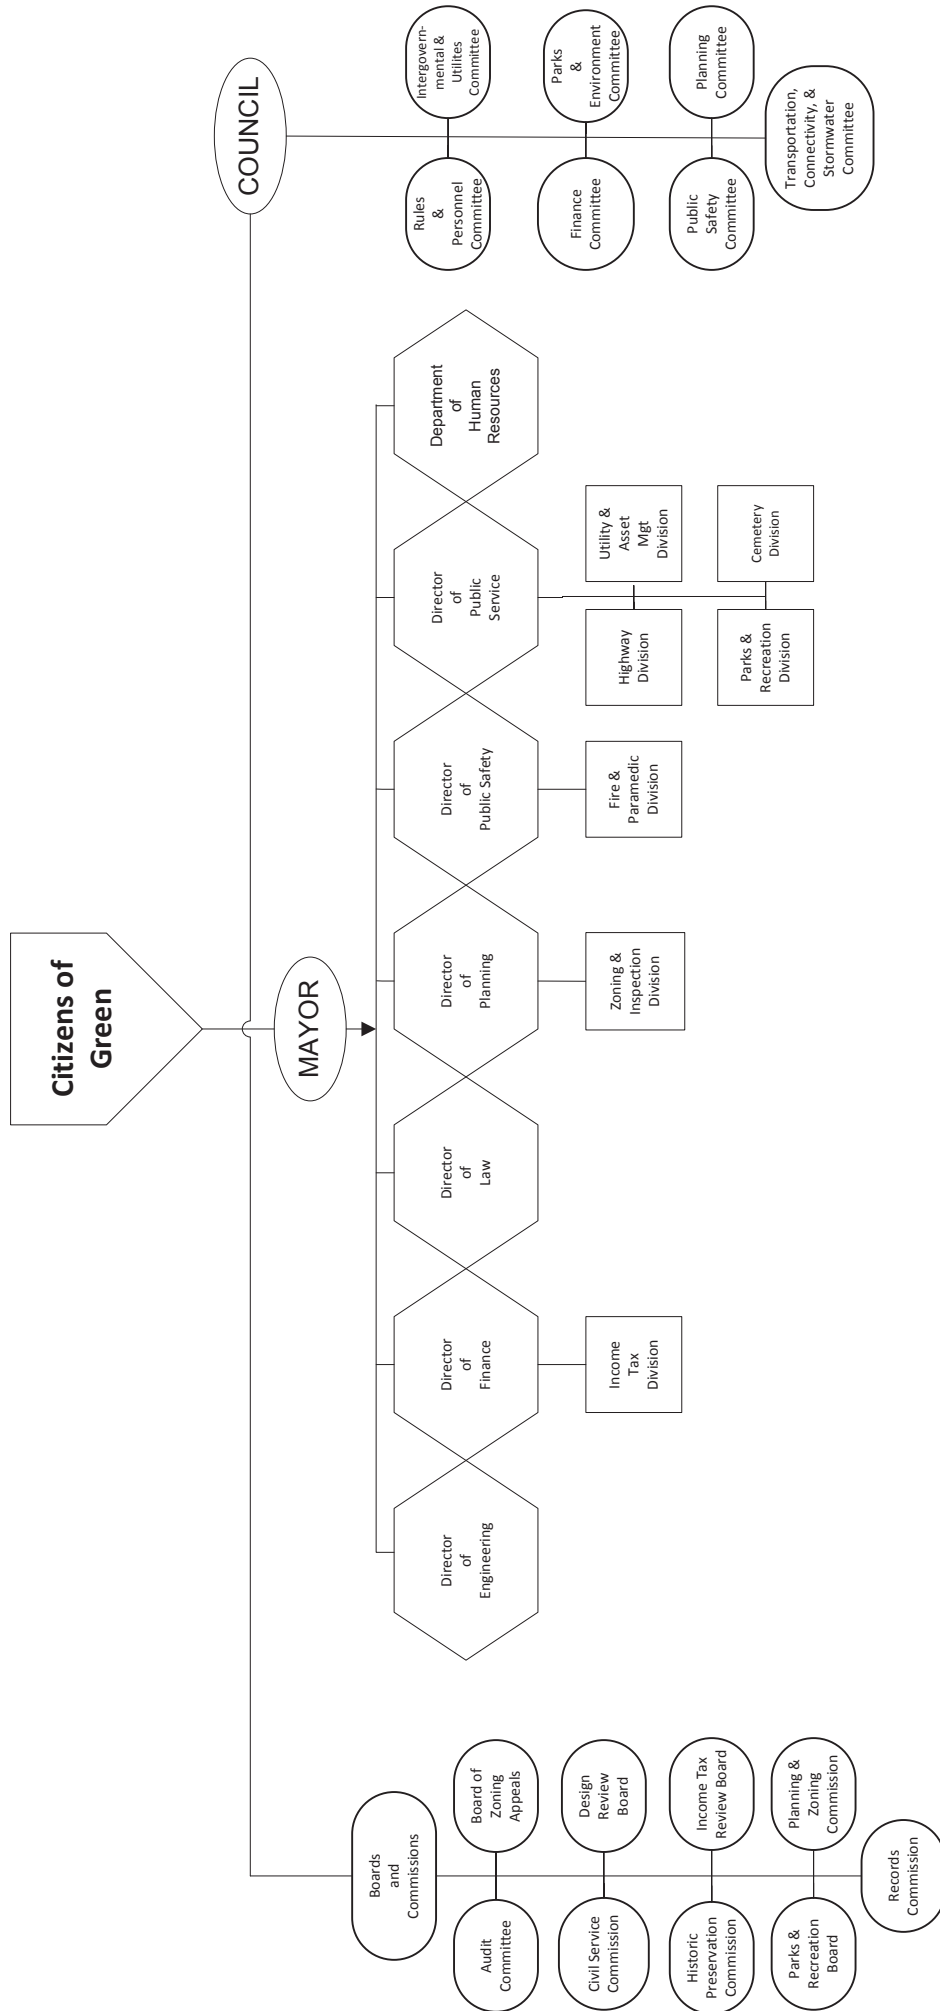 Citizens of
Green
MAYOR
COUNCIL
Boards
and
Commissions
Audit
Committee
Board of
Zoning
Appeals
Civil Service
Commission
Design
Review
Board
Historic
Preservation
Commission
Income Tax
Review Board
Parks &
Recreation
Board
Planning &
Zoning
Commission
Records
Commission
Director
of
Engineering
Director
of
Finance
Director
of
Law
Director
of
Planning
Director
of
Public Safety
Director
of
Public
Service
Department
of
Human
Resources
Income
Tax
Division
Zoning &
Inspection
Division
Fire &
Paramedic
Division
Highway
Division
Utility &
Asset
Mgt
Division
Parks &
Recreation
Division
Cemetery
Division
Rules
&
Personnel
Committee
Intergovern-
mental &
Utilites
Committee
Finance
Committee
Parks
&
Environment
Committee
Public
Safety
Committee
Planning
Committee
Transportation,
Connectivity, &
Stormwater
Committee